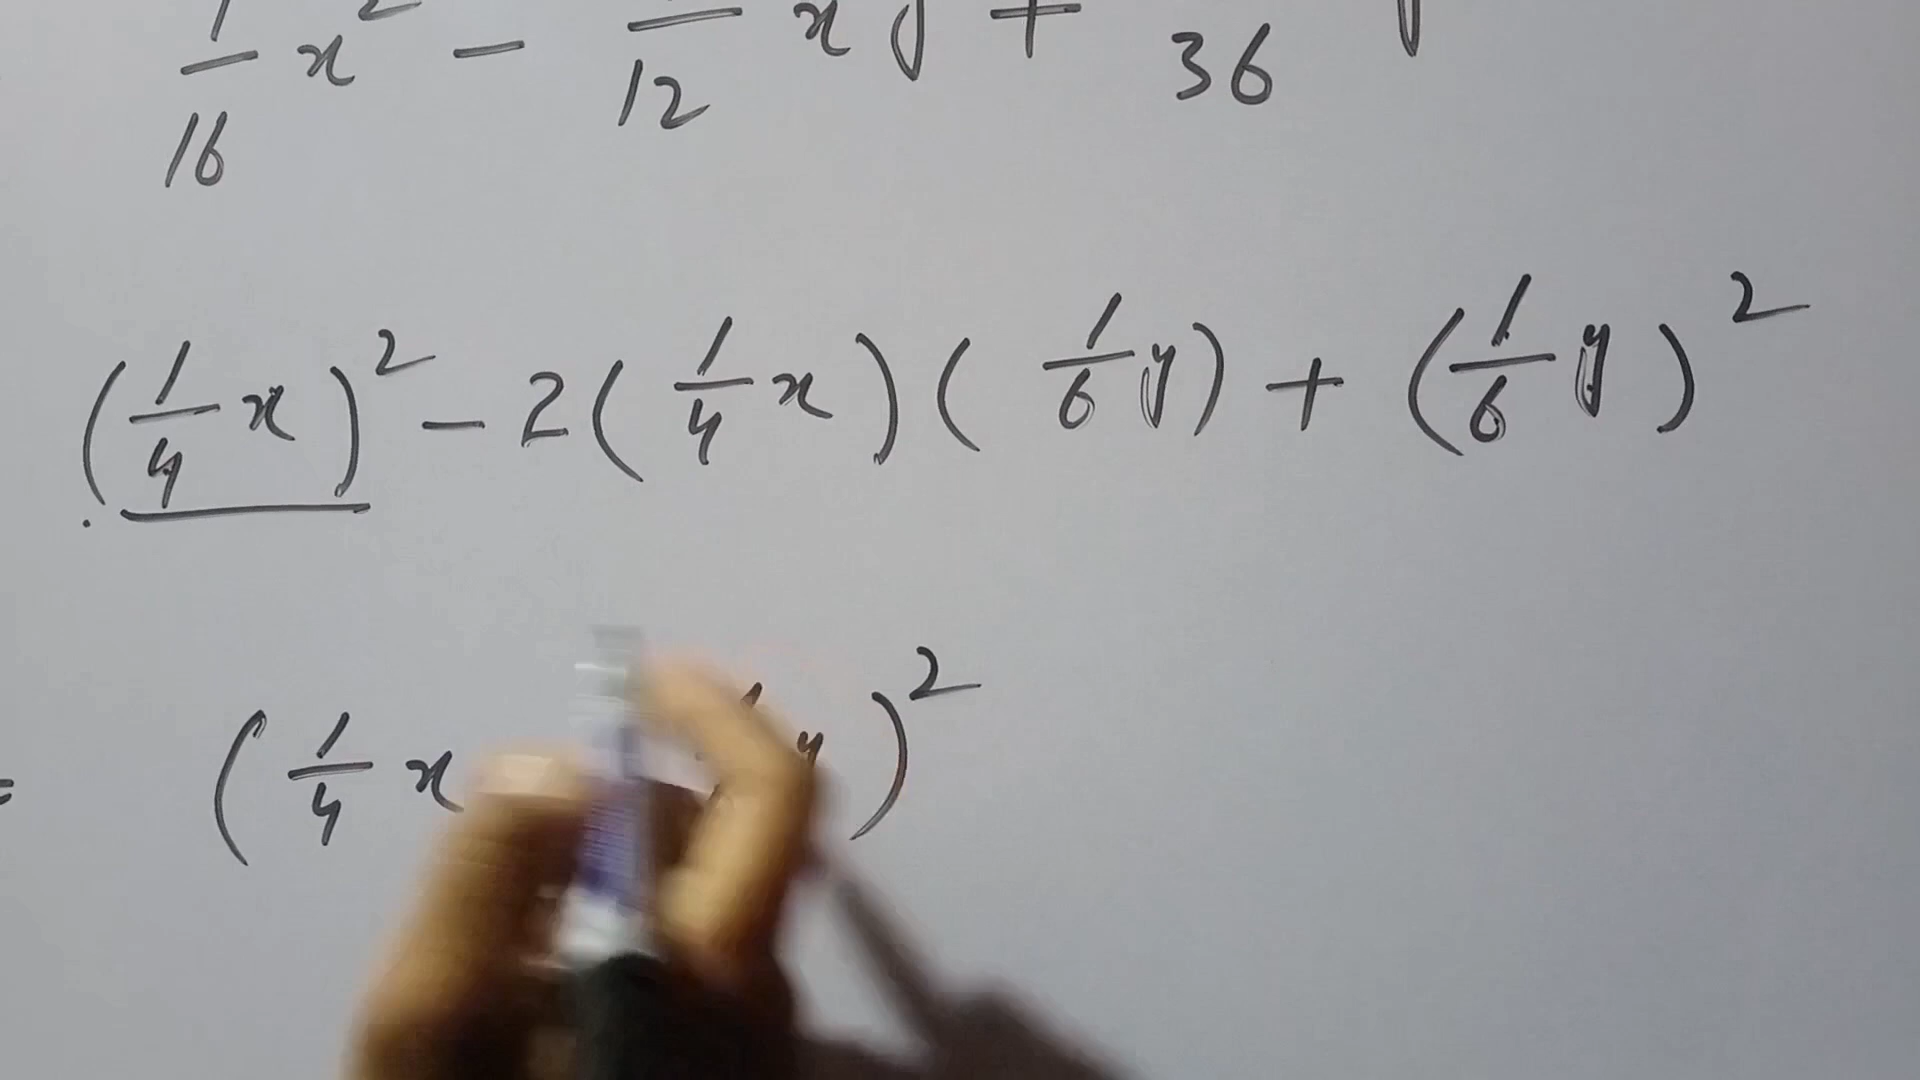 1/16 x² - 1/12 xy + 1/36 y
(1/4 x)² - 2(1/4 x)(1/6 y) + (1/6 y)²
= (1/4 x y)²